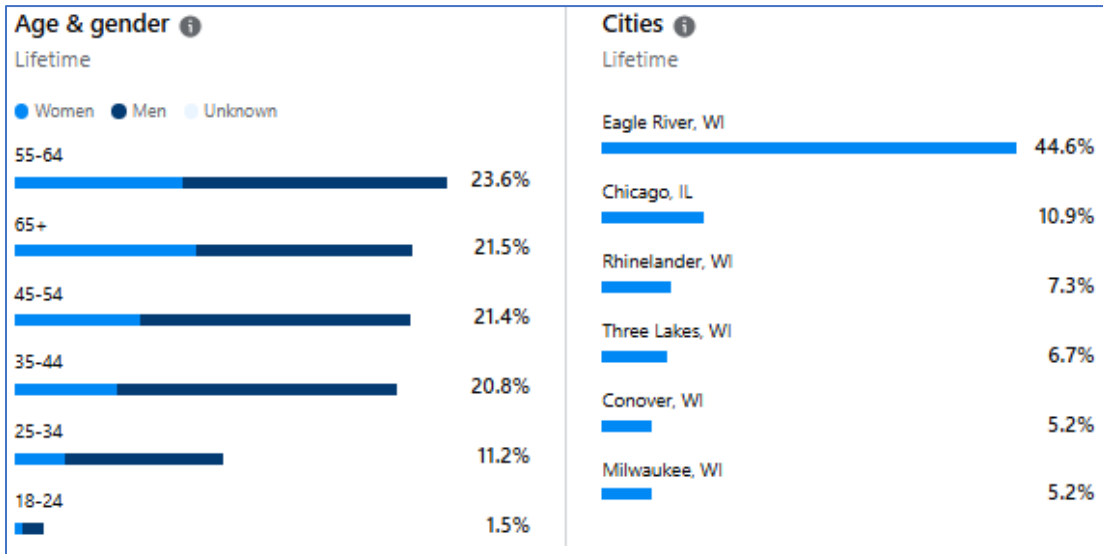 Age & gender
Lifetime
Women Men Unknown
55-64
23.6%
65+
21.5%
45-54
21.4%
35-44
20.8%
25-34
11.2%
18-24
1.5%
Cities
Lifetime
Eagle River, WI
44.6%
Chicago, IL
10.9%
Rhinelander, WI
7.3%
Three Lakes, WI
6.7%
Conover, WI
5.2%
Milwaukee, WI
5.2%